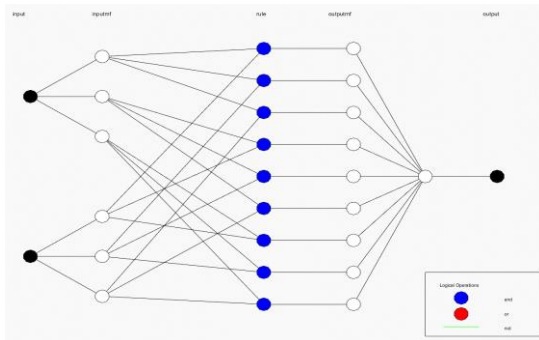 input
inputmf
rule
outputmf
output
Logical Operations
and
or
not